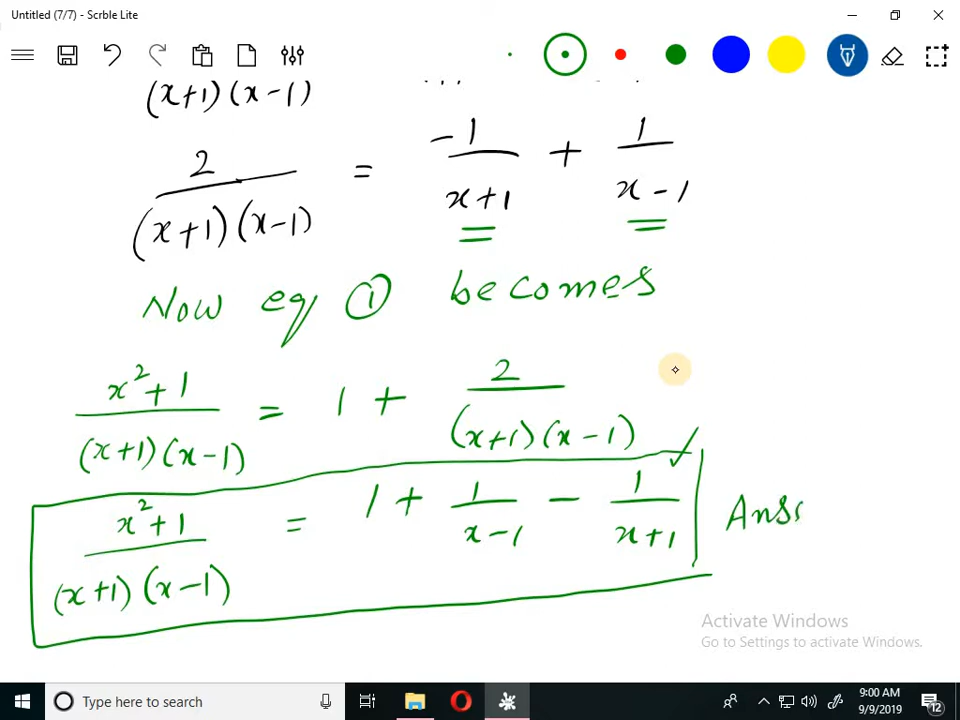 Untitled (7/7) - Scrble Lite
(x+1)(x-1)
2/((x+1)(x-1)) = -1/(x+1) + 1/(x-1)
Now eq ① becomes
(x²+1)/((x+1)(x-1)) = 1 + 2/((x+1)(x-1)) ✓
(x²+1)/((x+1)(x-1)) = 1 + 1/(x-1) - 1/(x+1) Ans
Activate Windows
Go to Settings to activate Windows.
Type here to search
9:00 AM
9/9/2019
12